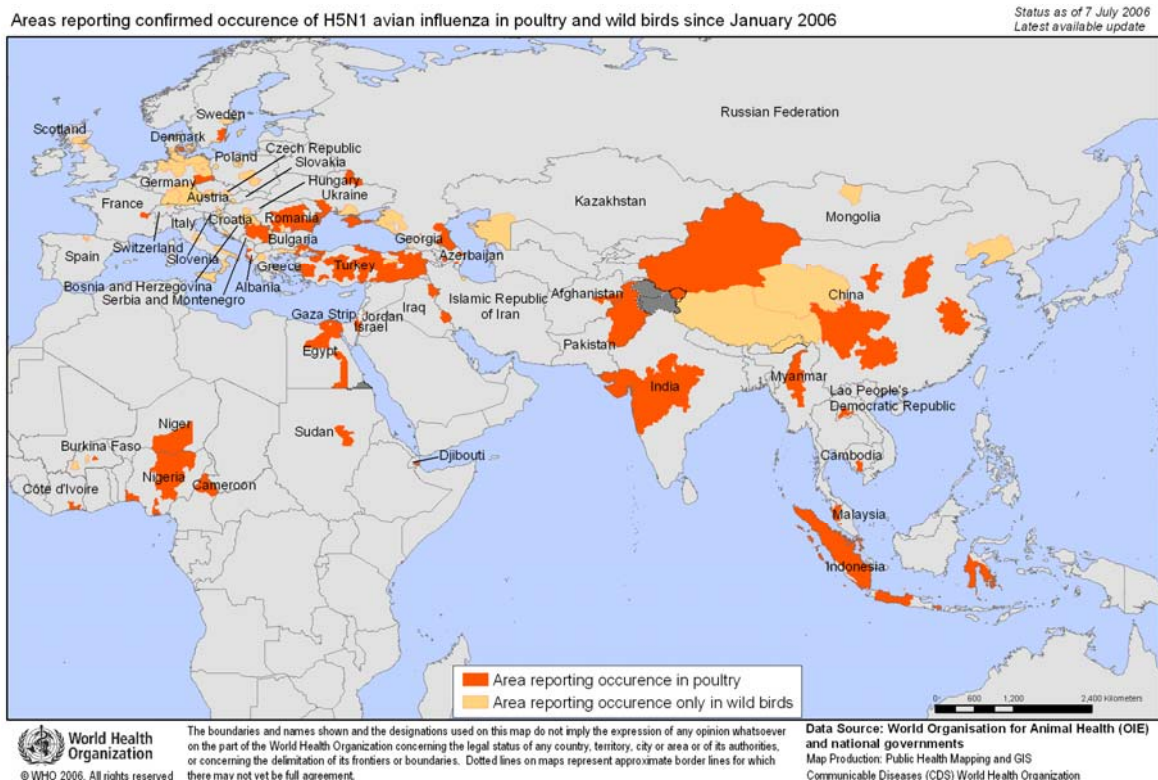 Areas reporting confirmed occurence of H5N1 avian influenza in poultry and wild birds since January 2006
Status as of 7 July 2006
Latest available update
Russian Federation
Sweden
Scotland
Denmark
Czech Republic
Poland
Slovakia
Germany
Hungary
Austria
Ukraine
France
Kazakhstan
Mongolia
Italy
Croatia
Romania
Switzerland
Bulgaria
Georgia
Spain
Slovenia
Azerbaijan
Greece
Turkey
Bosnia and Herzegovina
Albania
Serbia and Montenegro
China
Afghanistan
Islamic Republic
of Iran
Iraq
Gaza Strip
Jordan
Israel
Pakistan
Egypt
India
Myanmar
Lao People's
Democratic Republic
Niger
Sudan
Burkina Faso
Djibouti
Cambodia
Nigeria
Cameroon
Côte d'Ivoire
Malaysia
Indonesia
Area reporting occurence in poultry
Area reporting occurence only in wild birds
0 600 1,200 2,400 Kilometers
World Health
Organization
© WHO 2006. All rights reserved
The boundaries and names shown and the designations used on this map do not imply the expression of any opinion whatsoever
on the part of the World Health Organization concerning the legal status of any country, territory, city or area or of its authorities,
or concerning the delimitation of its frontiers or boundaries. Dotted lines on maps represent approximate border lines for which
there may not yet be full agreement.
Data Source: World Organisation for Animal Health (OIE)
and national governments
Map Production: Public Health Mapping and GIS
Communicable Diseases (CDS) World Health Organization